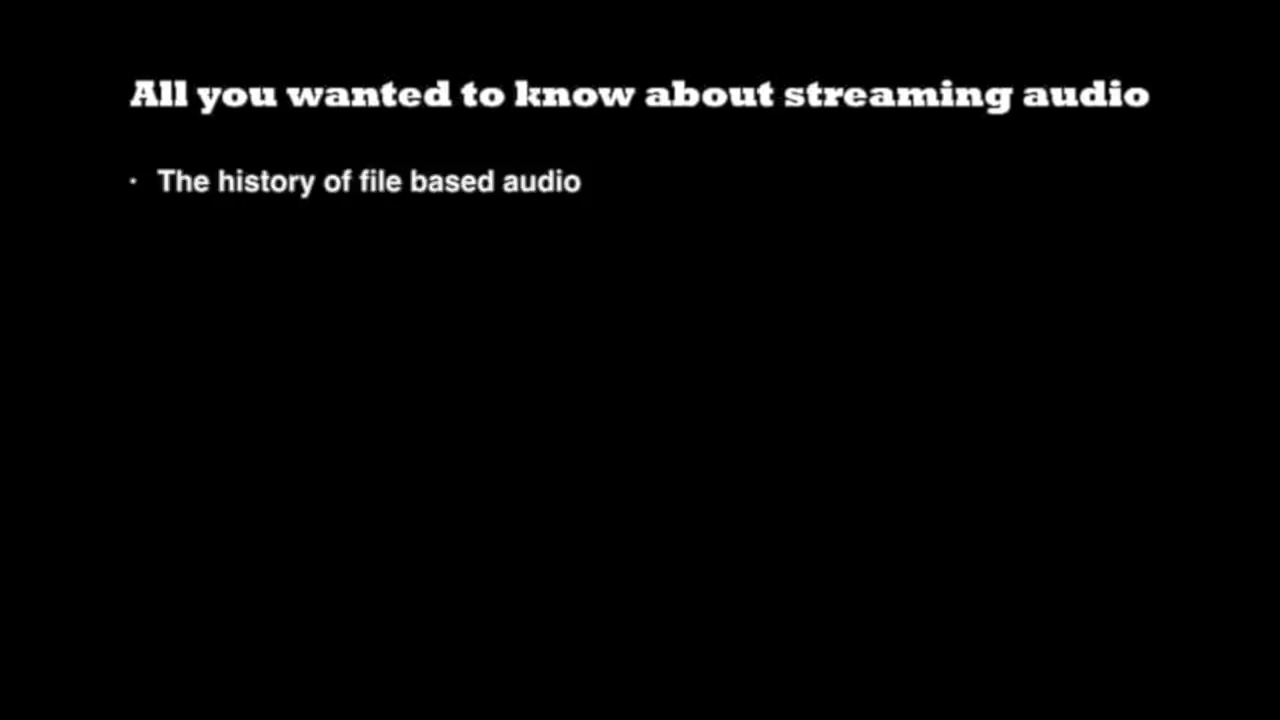 All you wanted to know about streaming audio
· The history of file based audio